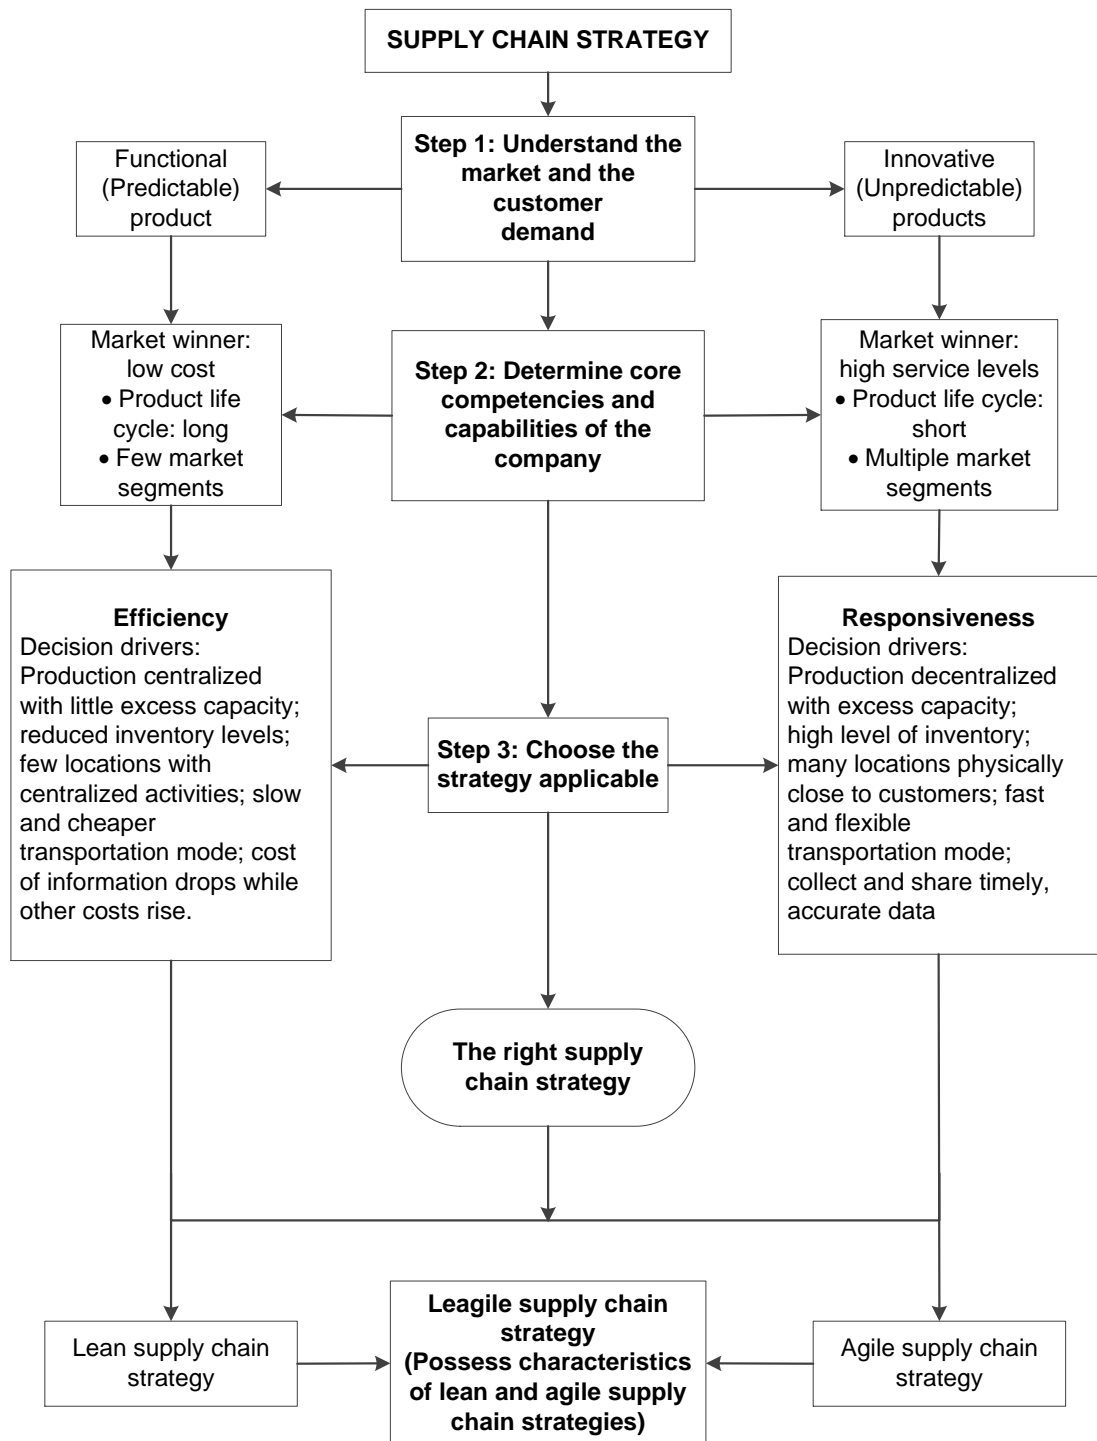 SUPPLY CHAIN STRATEGY
Step 1: Understand the
market and the
customer
demand
Functional
(Predictable)
product
Innovative
(Unpredictable)
products
Market winner:
low cost
• Product life
cycle: long
• Few market
segments
Step 2: Determine core
competencies and
capabilities of the
company
Market winner:
high service levels
• Product life cycle:
short
• Multiple market
segments
Efficiency
Decision drivers:
Production centralized
with little excess capacity;
reduced inventory levels;
few locations with
centralized activities; slow
and cheaper
transportation mode; cost
of information drops while
other costs rise.
Step 3: Choose the
strategy applicable
Responsiveness
Decision drivers:
Production decentralized
with excess capacity;
high level of inventory;
many locations physically
close to customers; fast
and flexible
transportation mode;
collect and share timely,
accurate data
The right supply
chain strategy
Lean supply chain
strategy
Leagile supply chain
strategy
(Possess characteristics
of lean and agile supply
chain strategies)
Agile supply chain
strategy